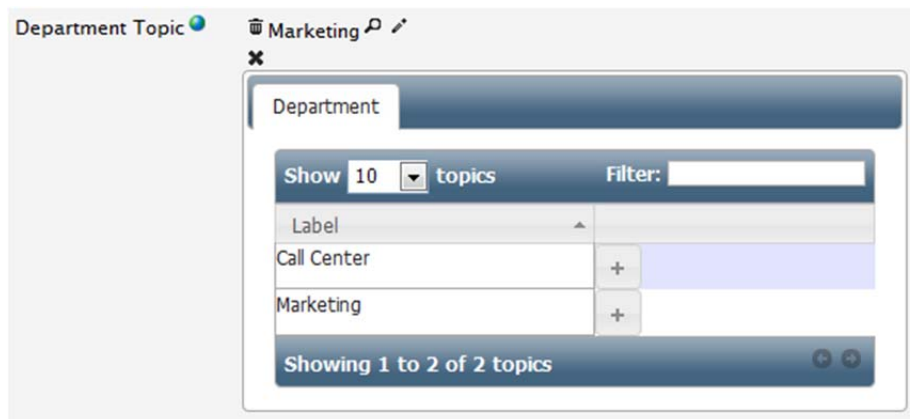 Department Topic
Marketing
Department
Show 10 topics Filter:
Label
Call Center
+
Marketing
+
Showing 1 to 2 of 2 topics